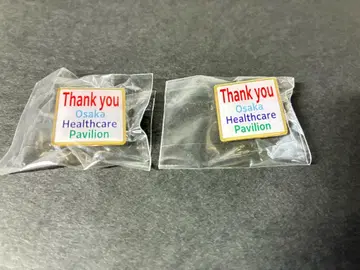 Thank you
Osaka
Healthcare
Pavilion
Thank you
Osaka
Healthcare
Pavilion